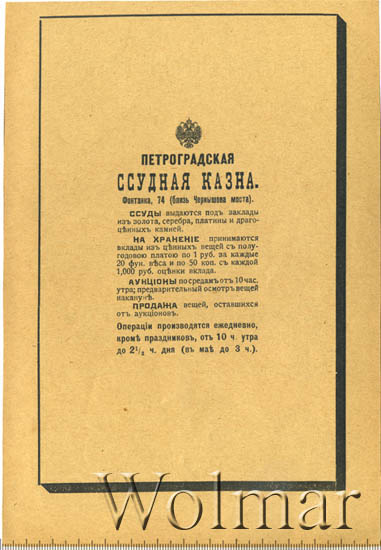 ПЕТРОГРАДСКАЯ
ССУДНАЯ КАЗНА.
Фонтанка, 74 (близь Чернышова моста).
ССУДЫ выдаются подъ заклады
изъ золота, серебра, платины и драго-
цѣнныхъ камней.
НА ХРАНЕНІЕ принимаются
вклады изъ цѣнныхъ вещей съ полу-
годовою платою по 1 руб. за каждые
20 фун. вѣса и по 50 коп. съ каждой
1,000 руб. оцѣнки вклада.
АУКЦІОНЫ по средамъ отъ 10 час.
утра; предварительный осмотръ вещей
наканунѣ.
ПРОДАЖА вещей, оставшихся
отъ аукціоновъ.
Операціи производятся ежедневно,
кромѣ праздниковъ, отъ 10 ч. утра
до 2½ ч. дня (въ маѣ до 3 ч.).
Wolmar